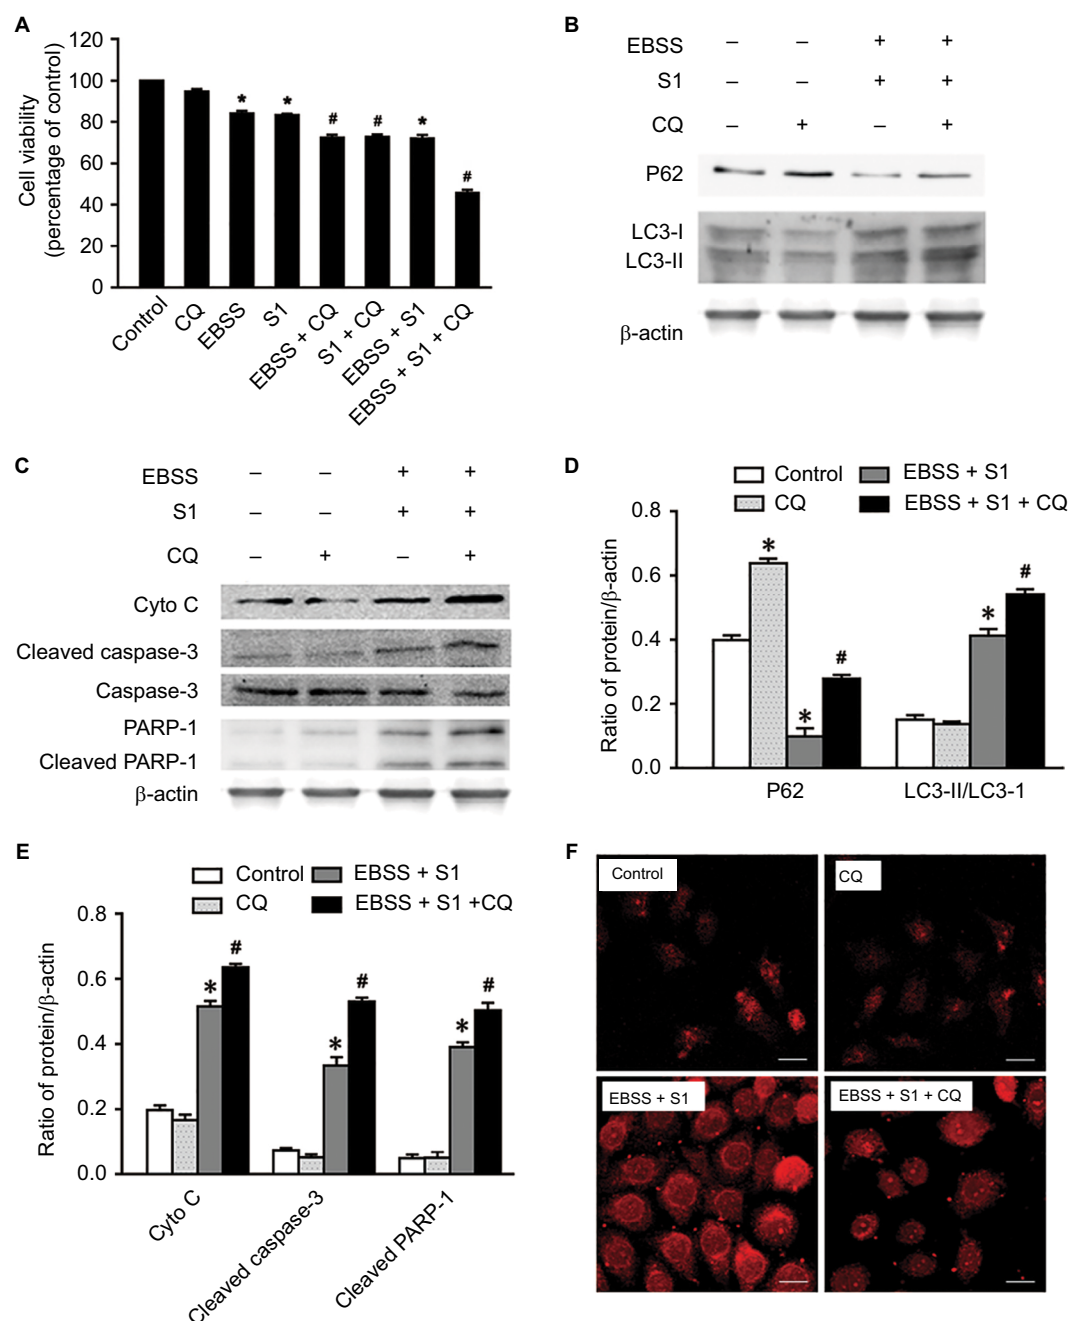 A
Cell viability
(percentage of control)
120
100
80
60
40
20
0
* * # # * #
Control
CQ
EBSS
S1
EBSS + CQ
S1 + CQ
EBSS + S1
EBSS + S1 + CQ
B
EBSS – – + +
S1 – – + +
CQ – + – +
P62
LC3-I
LC3-II
β-actin
C
EBSS – – + +
S1 – – + +
CQ – + – +
Cyto C
Cleaved caspase-3
Caspase-3
PARP-1
Cleaved PARP-1
β-actin
D
Control
EBSS + S1
CQ
EBSS + S1 + CQ
Ratio of protein/β-actin
0.8
0.6
0.4
0.2
0.0
* * # * #
P62
LC3-II/LC3-1
E
Control
EBSS + S1
CQ
EBSS + S1 +CQ
Ratio of protein/β-actin
0.8
0.6
0.4
0.2
0.0
* # * # * #
Cyto C
Cleaved caspase-3
Cleaved PARP-1
F
Control
CQ
EBSS + S1
EBSS + S1 + CQ